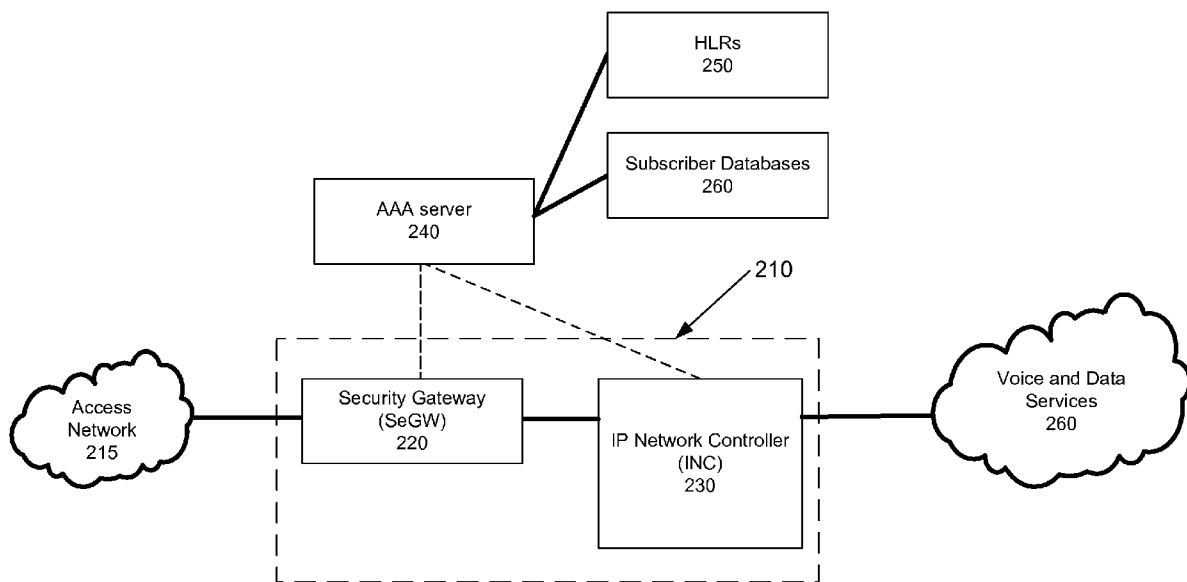 HLRs
250
Subscriber Databases
260
AAA server
240
210
Access
Network
215
Security Gateway
(SeGW)
220
IP Network Controller
(INC)
230
Voice and Data
Services
260